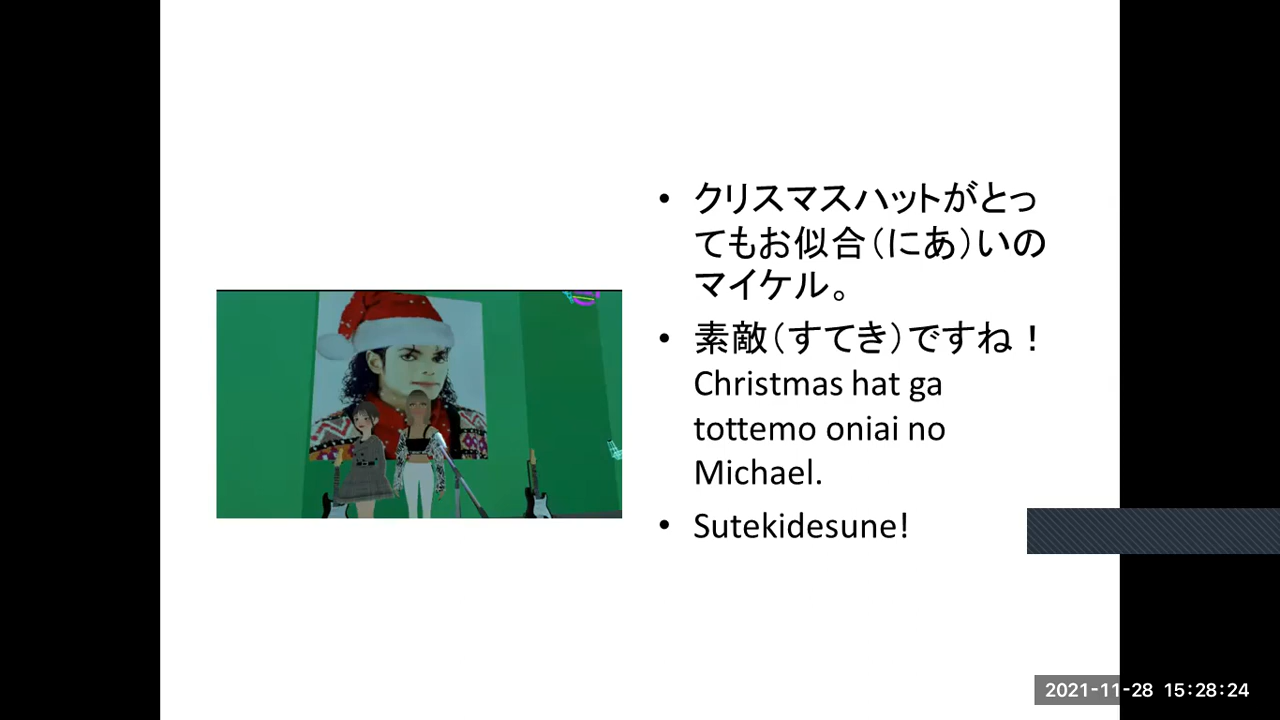 • クリスマスハットがとっ
てもお似合（にあ）いの
マイケル。
• 素敵（すてき）ですね！
Christmas hat ga
tottemo oniai no
Michael.
• Sutekidesune!
2021-11-28 15:28:24